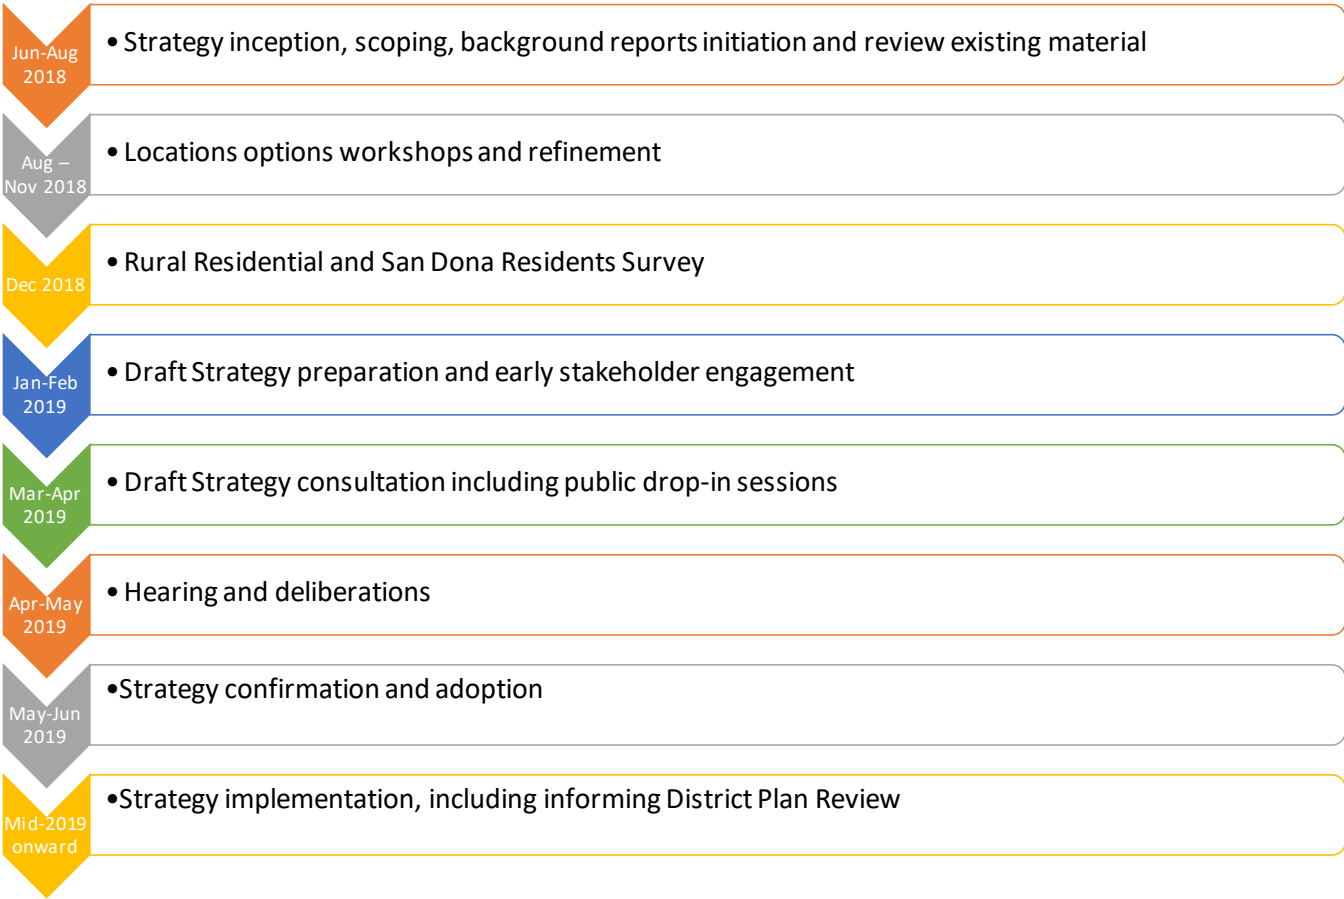 Jun-Aug
2018
• Strategy inception, scoping, background reports initiation and review existing material
Aug –
Nov 2018
• Locations options workshops and refinement
Dec 2018
• Rural Residential and San Dona Residents Survey
Jan-Feb
2019
• Draft Strategy preparation and early stakeholder engagement
Mar-Apr
2019
• Draft Strategy consultation including public drop-in sessions
Apr-May
2019
• Hearing and deliberations
May-Jun
2019
•Strategy confirmation and adoption
Mid-2019
onward
•Strategy implementation, including informing District Plan Review